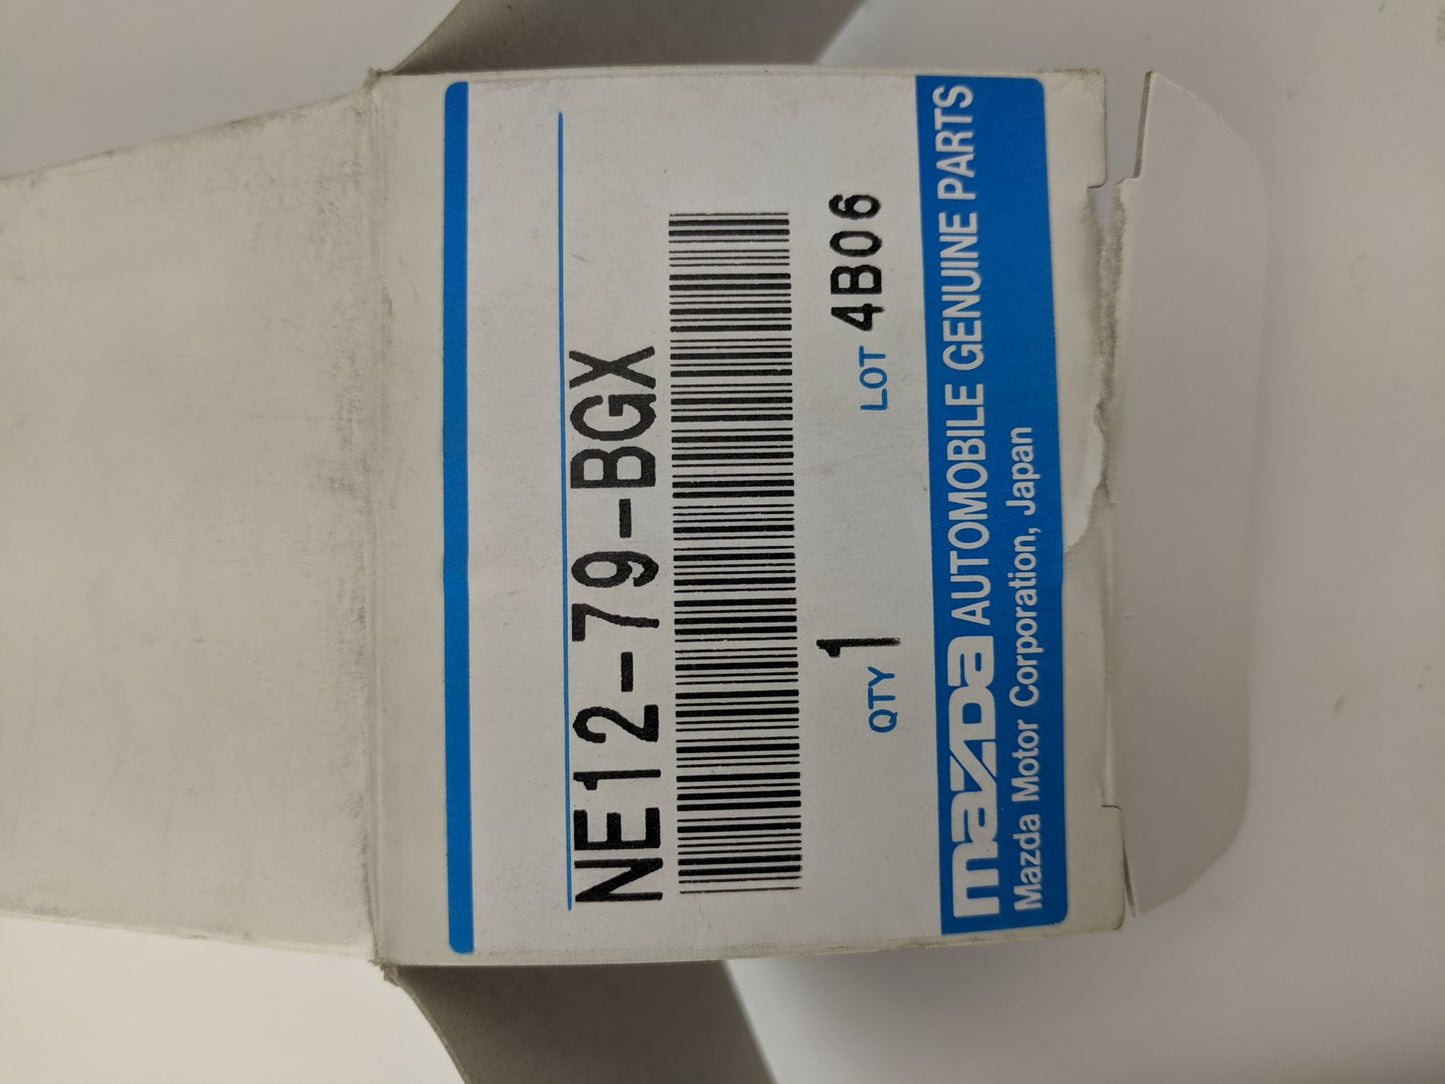 NE12-79-BGX
QTY 1 LOT 4B06
mazda AUTOMOBILE GENUINE PARTS
Mazda Motor Corporation, Japan